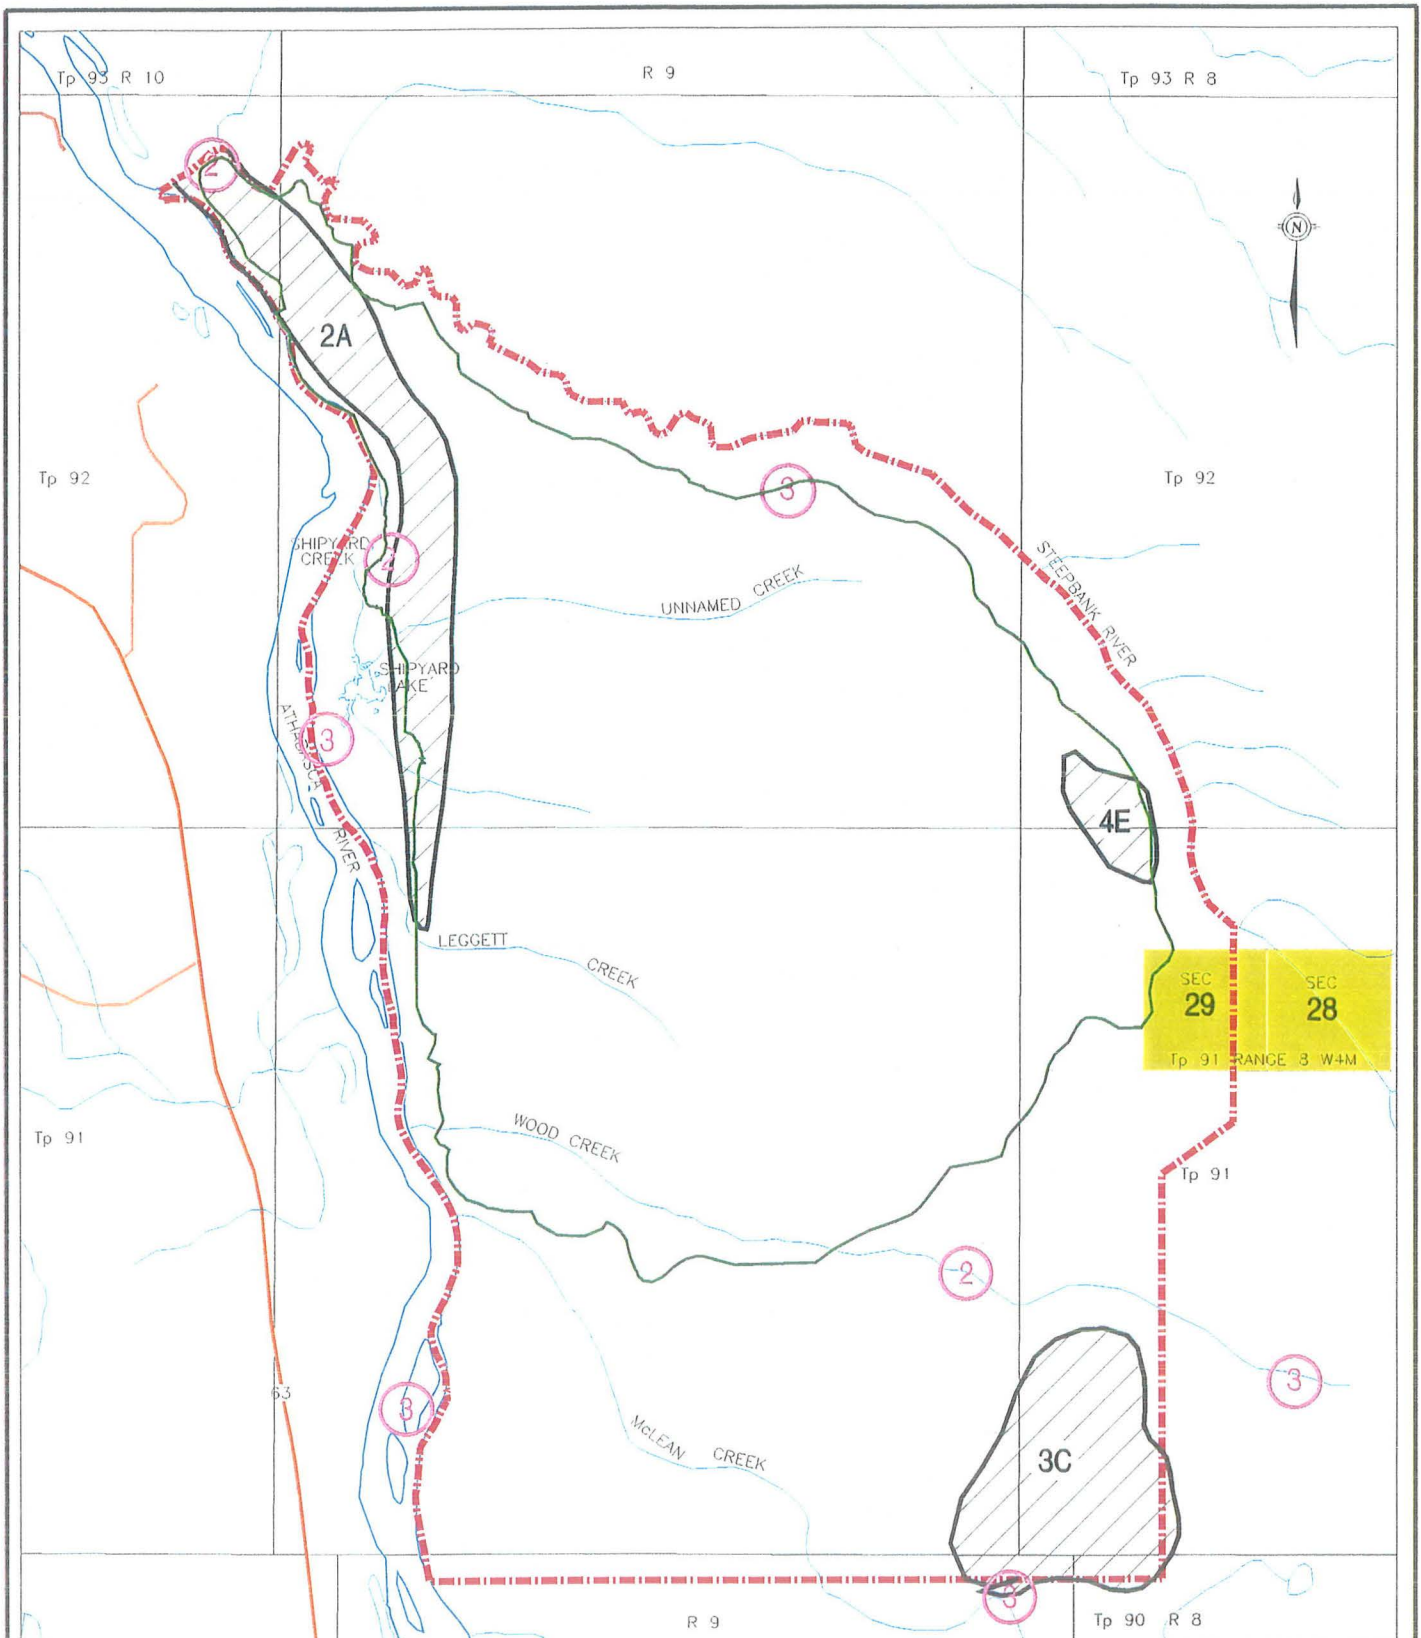 Tp 93 R 10
R 9
Tp 93 R 8
2
N
2A
Tp 92
3
Tp 92
SHIPYARD
CREEK
2
STEEPBANK RIVER
UNNAMED CREEK
SHIPYARD
LAKE
ATHABASCA RIVER
3
4E
LEGGETT CREEK
SEC
29
SEC
28
Tp 91 RANGE 8 W4M
WOOD CREEK
Tp 91
Tp 91
2
63
3
3
McLEAN CREEK
3C
3
R 9
Tp 90 R 8